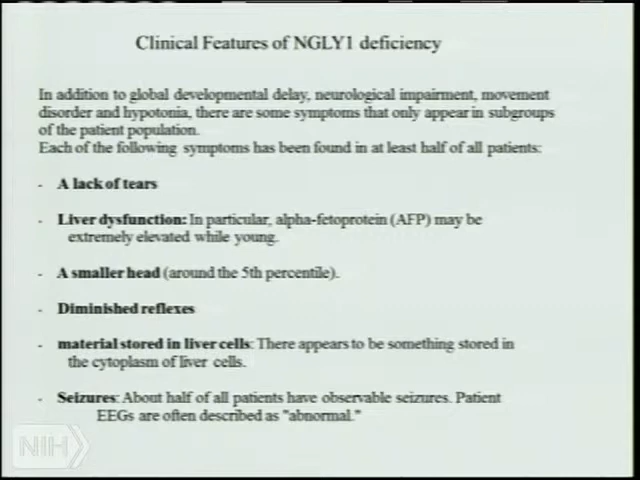 Clinical Features of NGLY1 deficiency
In addition to global developmental delay, neurological impairment, movement
disorder and hypotonia, there are some symptoms that only appear in subgroups
of the patient population.
Each of the following symptoms has been found in at least half of all patients:
- A lack of tears
- Liver dysfunction: In particular, alpha-fetoprotein (AFP) may be
extremely elevated while young.
- A smaller head (around the 5th percentile).
- Diminished reflexes
- material stored in liver cells: There appears to be something stored in
the cytoplasm of liver cells.
- Seizures: About half of all patients have observable seizures. Patient
EEGs are often described as "abnormal."
NIH